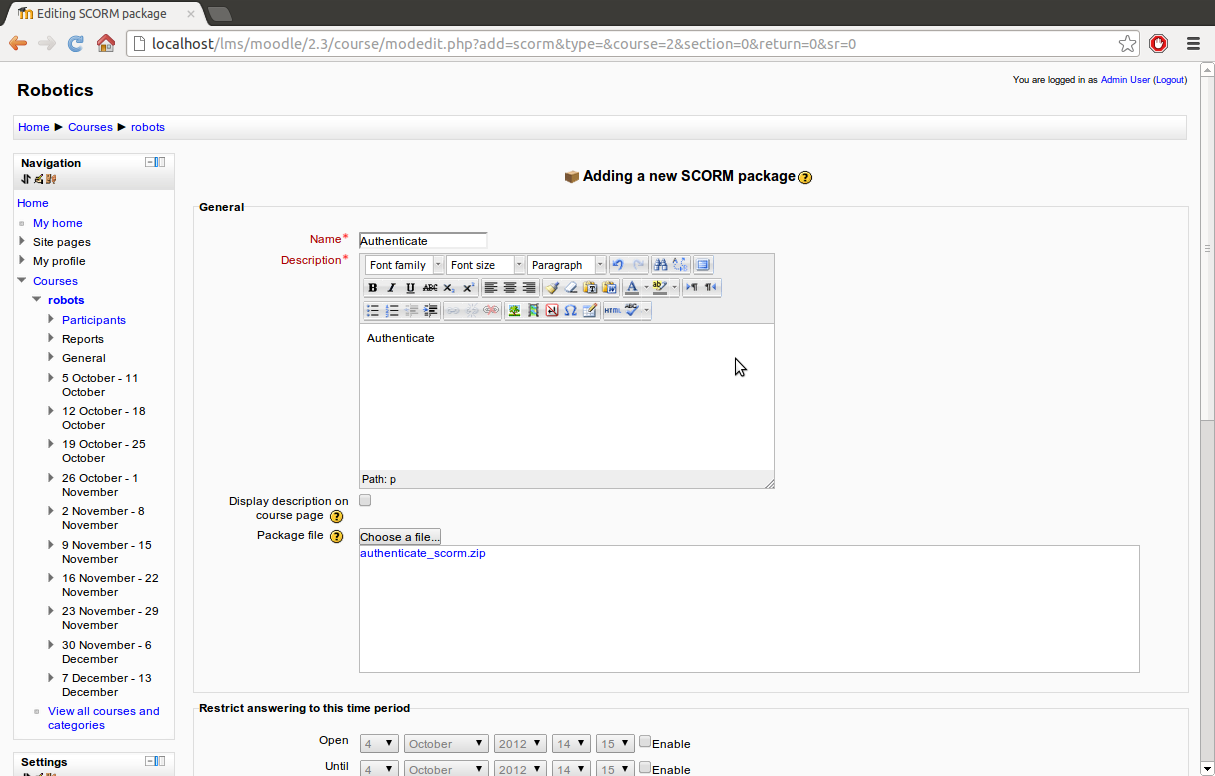 Editing SCORM package
localhost/lms/moodle/2.3/course/modedit.php?add=scorm&type=&course=2&section=0&return=0&sr=0
You are logged in as Admin User (Logout)
Robotics
Home ► Courses ► robots
Navigation
Home
My home
Site pages
My profile
Courses
robots
Participants
Reports
General
5 October - 11
October
12 October - 18
October
19 October - 25
October
26 October - 1
November
2 November - 8
November
9 November - 15
November
16 November - 22
November
23 November - 29
November
30 November - 6
December
7 December - 13
December
View all courses and
categories
Settings
Adding a new SCORM package
General
Name* Authenticate
Description*
Font family Font size Paragraph
B I U ABC x₂ x²
HTML ABC
Authenticate
Path: p
Display description on
course page
Package file Choose a file...
authenticate_scorm.zip
Restrict answering to this time period
Open 4 October 2012 14 15 Enable
Until 4 October 2012 14 15 Enable